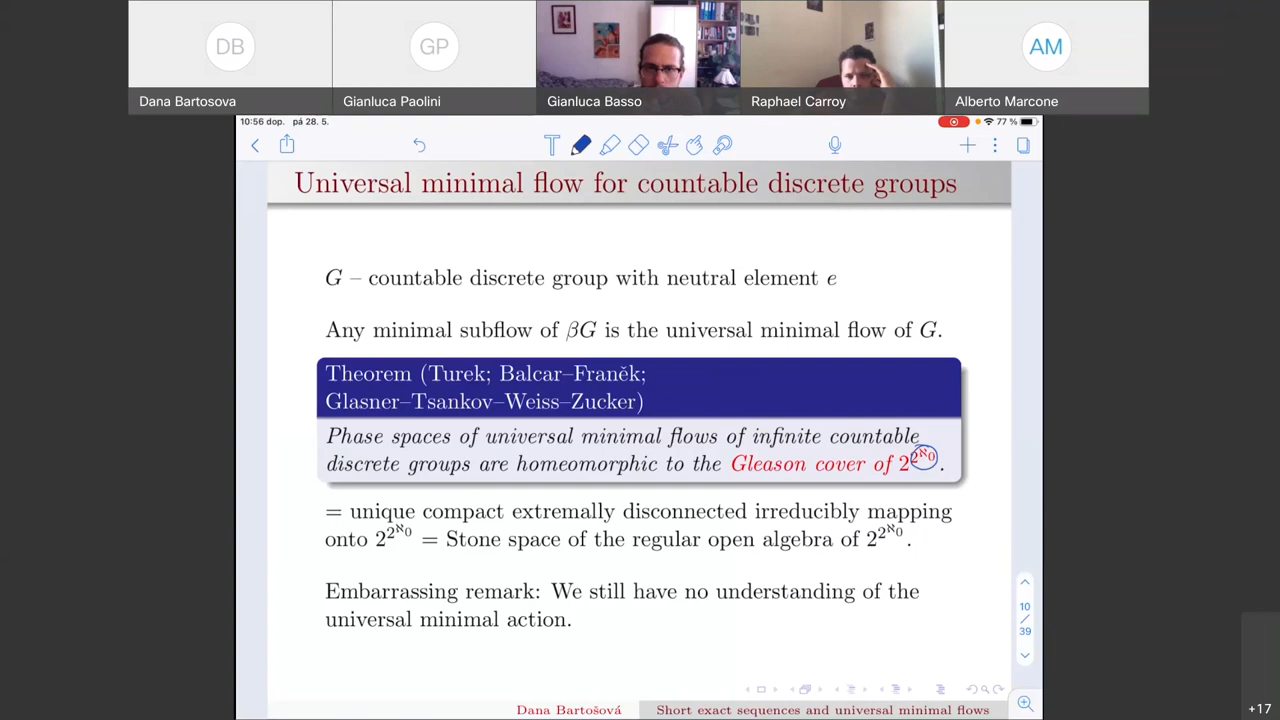 DB
GP
AM
Dana Bartosova
Gianluca Paolini
Gianluca Basso
Raphael Carroy
Alberto Marcone
10:56 dop. pá 28. 5.
77 %
Universal minimal flow for countable discrete groups
G – countable discrete group with neutral element e
Any minimal subflow of βG is the universal minimal flow of G.
Theorem (Turek; Balcar–Franěk;
Glasner–Tsankov–Weiss–Zucker)
Phase spaces of universal minimal flows of infinite countable
discrete groups are homeomorphic to the Gleason cover of 2^{2^{ℵ_0}}.
= unique compact extremally disconnected irreducibly mapping
onto 2^{2^{ℵ_0}} = Stone space of the regular open algebra of 2^{2^{ℵ_0}}.
Embarrassing remark: We still have no understanding of the
universal minimal action.
10
/
39
Dana Bartošová
Short exact sequences and universal minimal flows
+17